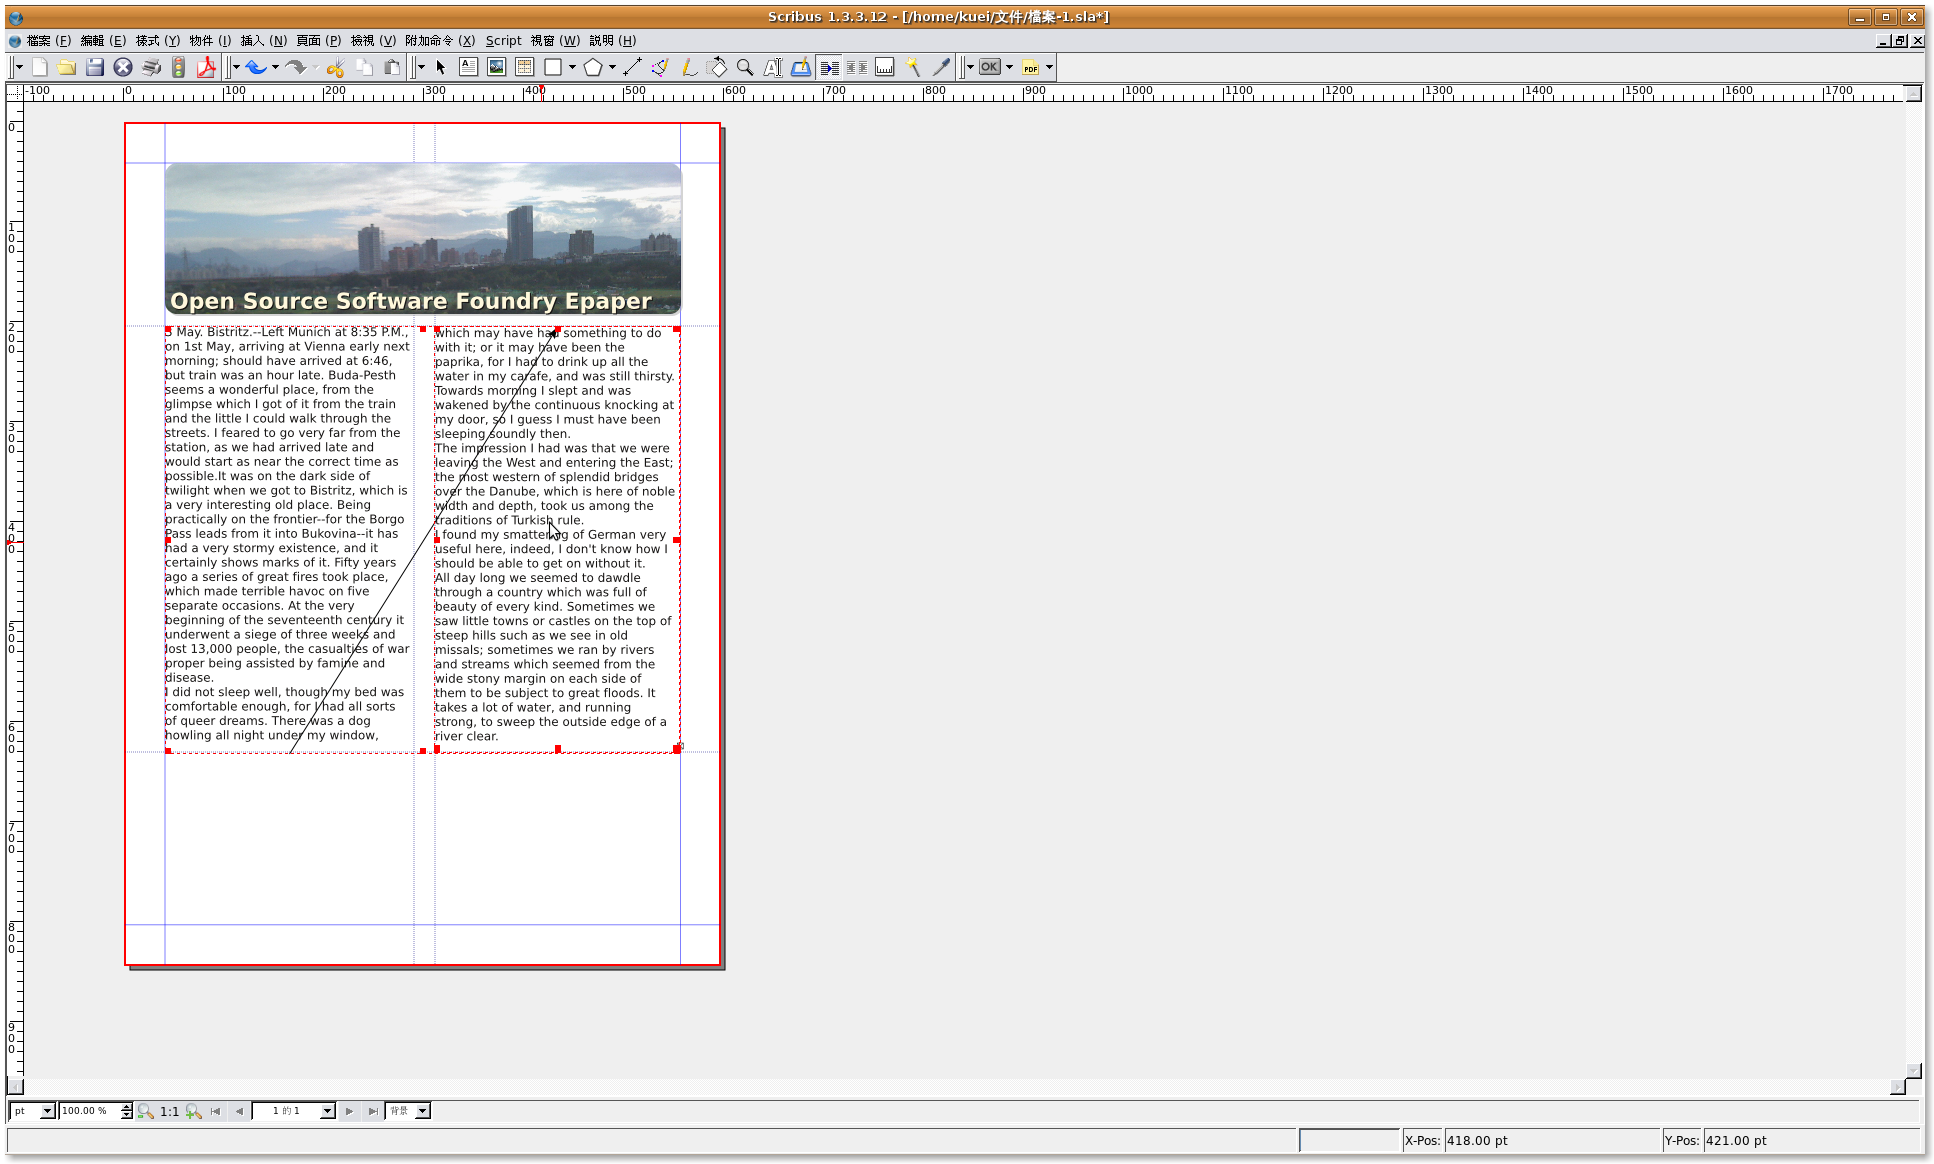 Scribus 1.3.3.12 - [/home/kuei/文件/檔案-1.sla*]
檔案 (F) 編輯 (E) 樣式 (Y) 物件 (I) 插入 (N) 頁面 (P) 檢視 (V) 附加命令 (X) Script 視窗 (W) 説明 (H)
OK PDF
-100 0 100 200 300 400 500 600 700 800 900 1000 1100 1200 1300 1400 1500 1600 1700
0
100
200
300
400
500
600
700
800
900
Open Source Software Foundry Epaper
3 May. Bistritz.--Left Munich at 8:35 P.M.,
on 1st May, arriving at Vienna early next
morning; should have arrived at 6:46,
but train was an hour late. Buda-Pesth
seems a wonderful place, from the
glimpse which I got of it from the train
and the little I could walk through the
streets. I feared to go very far from the
station, as we had arrived late and
would start as near the correct time as
possible.It was on the dark side of
twilight when we got to Bistritz, which is
a very interesting old place. Being
practically on the frontier--for the Borgo
Pass leads from it into Bukovina--it has
had a very stormy existence, and it
certainly shows marks of it. Fifty years
ago a series of great fires took place,
which made terrible havoc on five
separate occasions. At the very
beginning of the seventeenth century it
underwent a siege of three weeks and
lost 13,000 people, the casualties of war
proper being assisted by famine and
disease.
I did not sleep well, though my bed was
comfortable enough, for I had all sorts
of queer dreams. There was a dog
howling all night under my window,
which may have had something to do
with it; or it may have been the
paprika, for I had to drink up all the
water in my carafe, and was still thirsty.
Towards morning I slept and was
wakened by the continuous knocking at
my door, so I guess I must have been
sleeping soundly then.
The impression I had was that we were
leaving the West and entering the East;
the most western of splendid bridges
over the Danube, which is here of noble
width and depth, took us among the
traditions of Turkish rule.
I found my smattering of German very
useful here, indeed, I don't know how I
should be able to get on without it.
All day long we seemed to dawdle
through a country which was full of
beauty of every kind. Sometimes we
saw little towns or castles on the top of
steep hills such as we see in old
missals; sometimes we ran by rivers
and streams which seemed from the
wide stony margin on each side of
them to be subject to great floods. It
takes a lot of water, and running
strong, to sweep the outside edge of a
river clear.
pt 100.00 % 1:1 1 的 1 背景
X-Pos: 418.00 pt Y-Pos: 421.00 pt